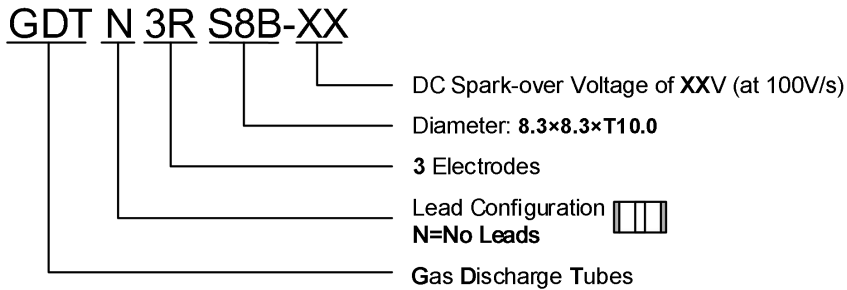 GDT N 3R S8B-XX
DC Spark-over Voltage of XXV (at 100V/s)
Diameter: 8.3×8.3×T10.0
3 Electrodes
Lead Configuration
N=No Leads
Gas Discharge Tubes